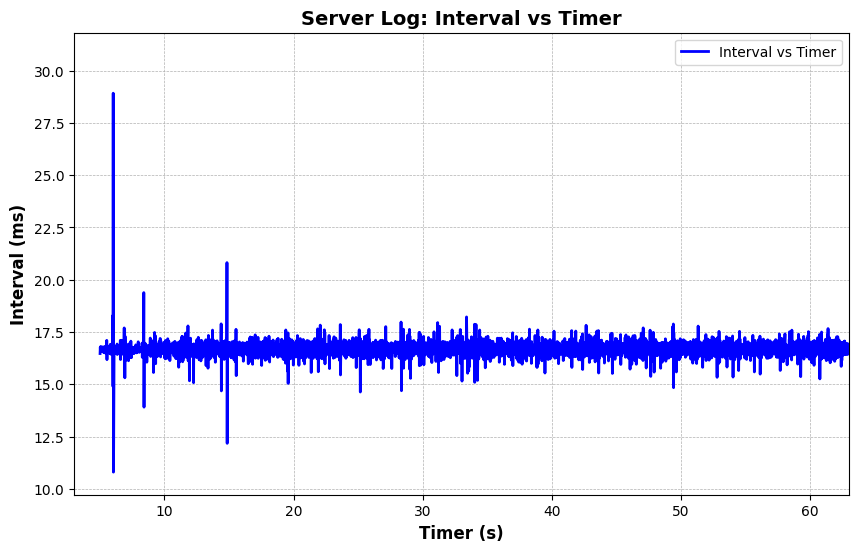 Server Log: Interval vs Timer
Interval vs Timer
30.0
27.5
25.0
22.5
20.0
17.5
15.0
12.5
10.0
Interval (ms)
10 20 30 40 50 60
Timer (s)